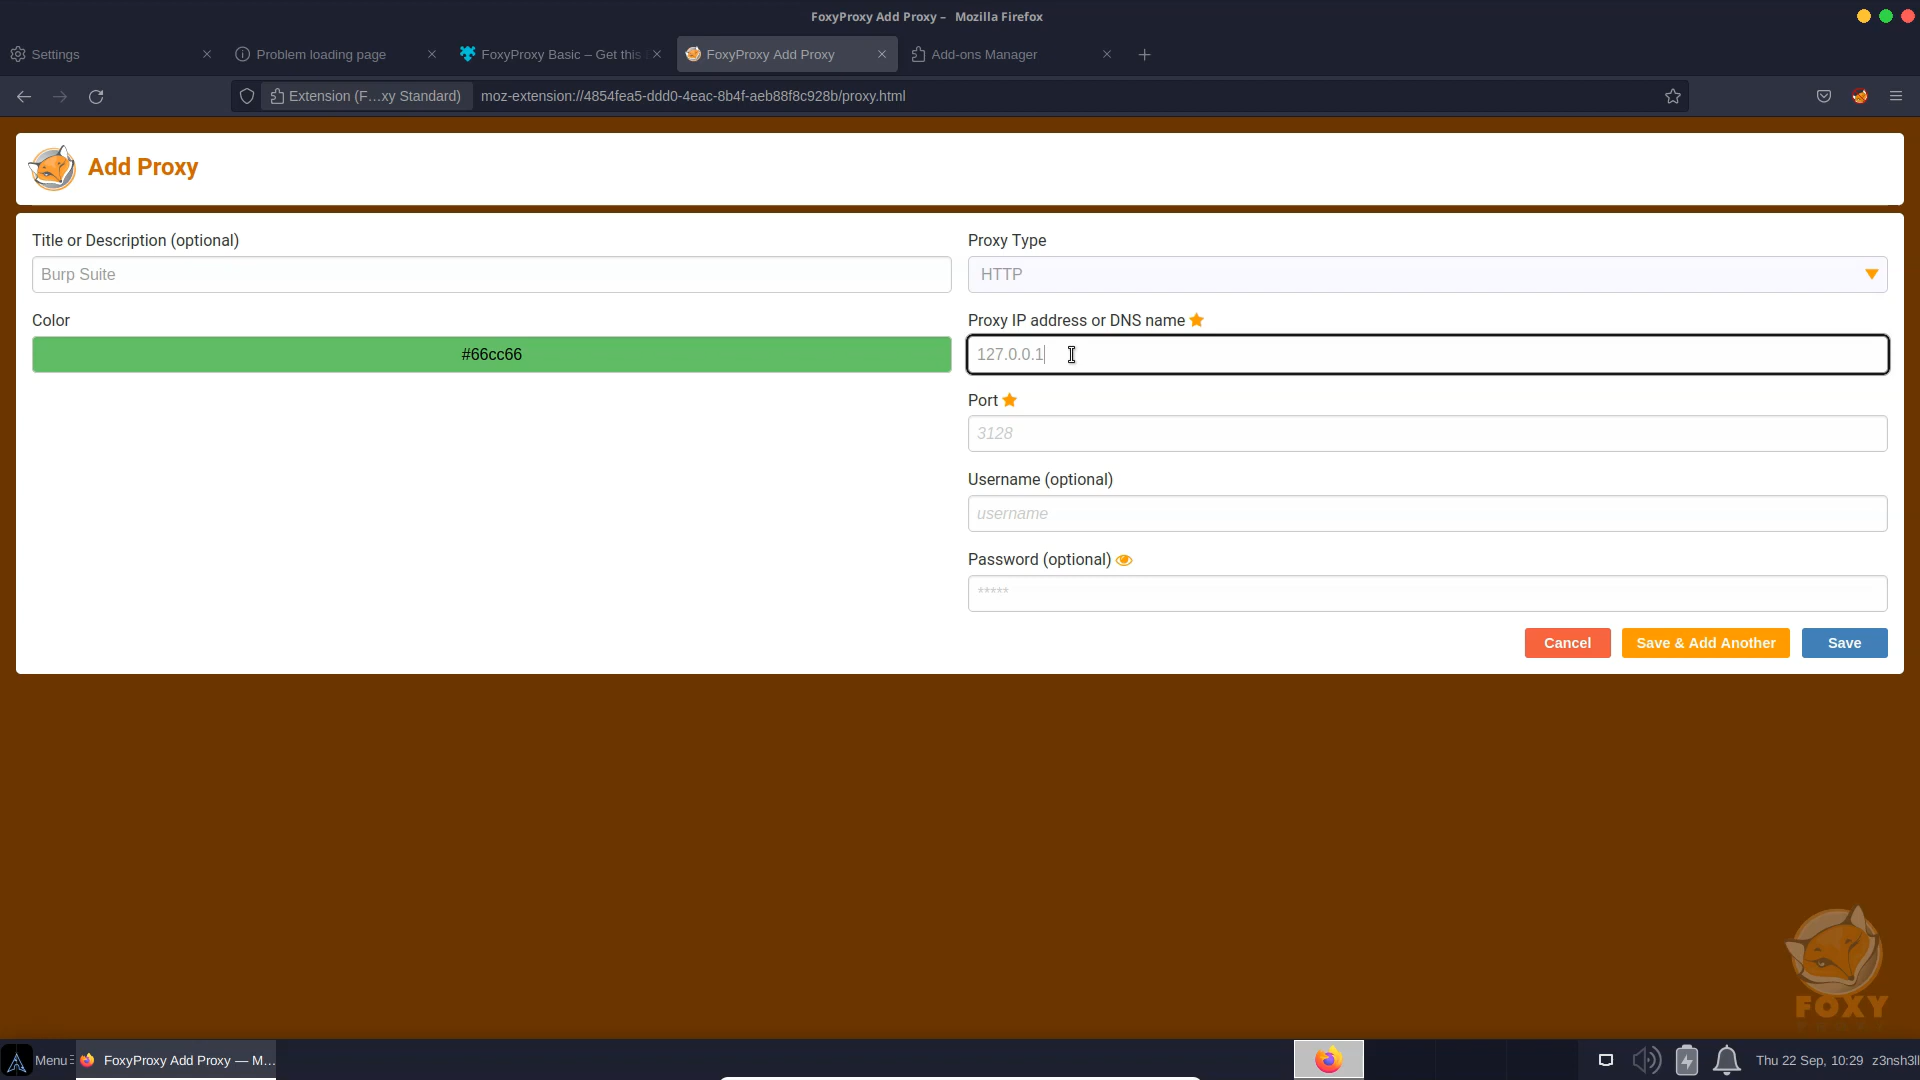 FoxyProxy Add Proxy – Mozilla Firefox
Settings
Problem loading page
FoxyProxy Basic – Get this
FoxyProxy Add Proxy
Add-ons Manager
Extension (F…xy Standard)
moz-extension://4854fea5-ddd0-4eac-8b4f-aeb88f8c928b/proxy.html
Add Proxy
Title or Description (optional)
Burp Suite
Color
#66cc66
Proxy Type
HTTP
Proxy IP address or DNS name
127.0.0.1
Port
3128
Username (optional)
username
Password (optional)
*****
Cancel
Save & Add Another
Save
FOXY
Menu
FoxyProxy Add Proxy — M…
Thu 22 Sep, 10:29
z3nsh3ll